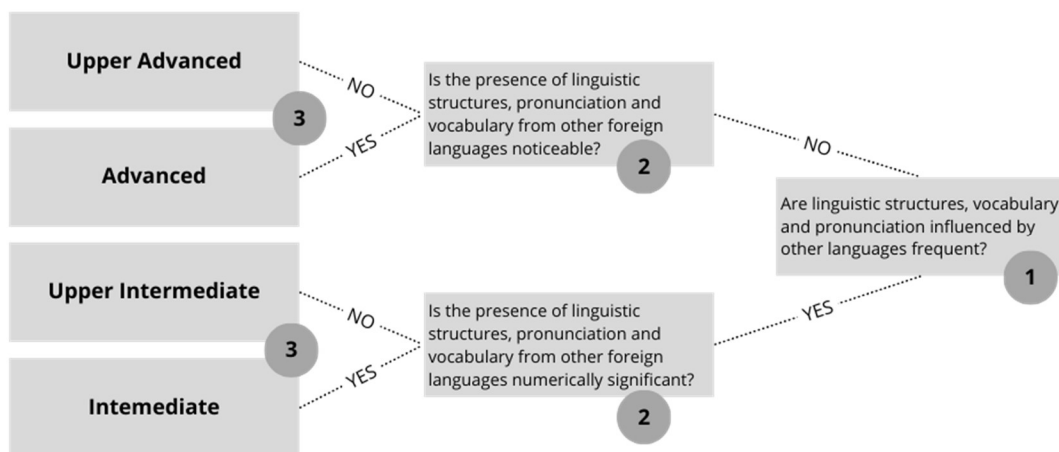 Upper Advanced
NO
3
YES
Advanced
Is the presence of linguistic
structures, pronunciation and
vocabulary from other foreign
languages noticeable?
2
NO
Are linguistic structures, vocabulary
and pronunciation influenced by
other languages frequent?
1
YES
Upper Intermediate
NO
3
YES
Intemediate
Is the presence of linguistic
structures, pronunciation and
vocabulary from other foreign
languages numerically significant?
2